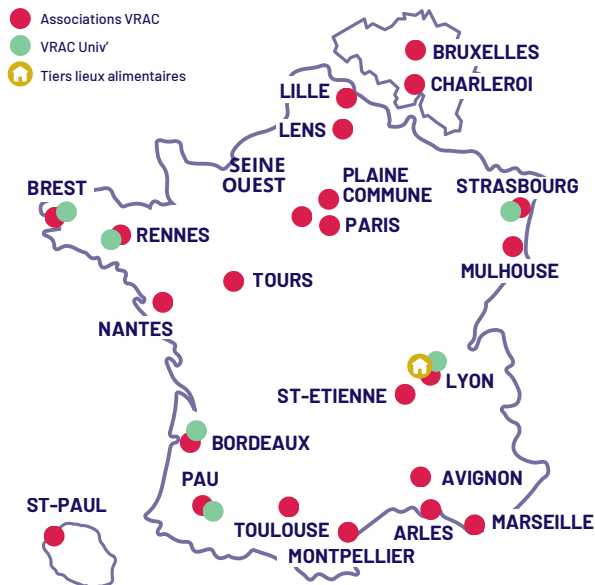 Associations VRAC
VRAC Univ'
Tiers lieux alimentaires
BRUXELLES
CHARLEROI
LILLE
LENS
SEINE
OUEST
PLAINE
COMMUNE
PARIS
STRASBOURG
MULHOUSE
BREST
RENNES
TOURS
NANTES
LYON
ST-ETIENNE
BORDEAUX
PAU
AVIGNON
ST-PAUL
TOULOUSE
ARLES
MARSEILLE
MONTPELLIER